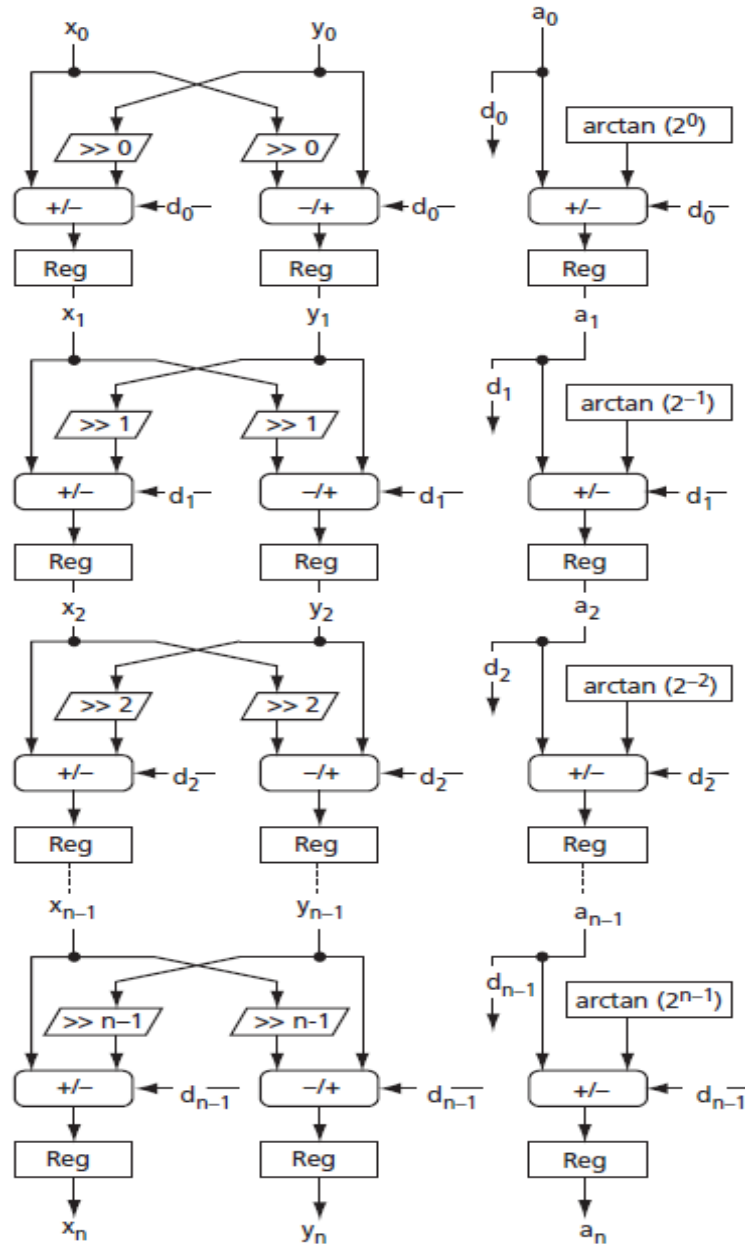 x0 y0 a0
d0 arctan (2^0)
>> 0 >> 0
+/– d0 –/+ d0 +/– d0
Reg Reg Reg
x1 y1 a1
d1 arctan (2^–1)
>> 1 >> 1
+/– d1 –/+ d1 +/– d1
Reg Reg Reg
x2 y2 a2
d2 arctan (2^–2)
>> 2 >> 2
+/– d2 –/+ d2 +/– d2
Reg Reg Reg
xn–1 yn–1 an–1
dn–1 arctan (2^n–1)
>> n–1 >> n-1
+/– dn–1 –/+ dn–1 +/– dn–1
Reg Reg Reg
xn yn an